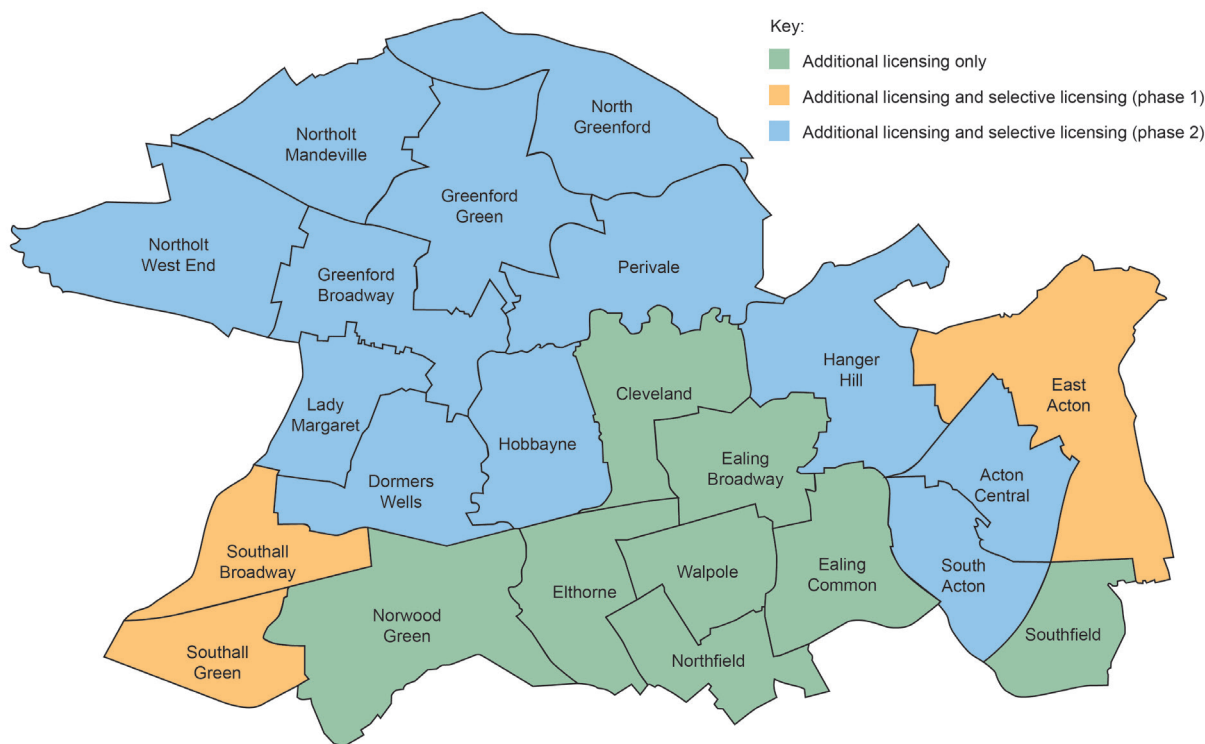 Key:
Additional licensing only
Additional licensing and selective licensing (phase 1)
Additional licensing and selective licensing (phase 2)
North
Greenford
Northolt
Mandeville
Greenford
Green
Northolt
West End
Greenford
Broadway
Perivale
Hanger
Hill
East
Acton
Cleveland
Lady
Margaret
Hobbayne
Ealing
Broadway
Dormers
Wells
Acton
Central
Southall
Broadway
Elthorne
Walpole
Ealing
Common
South
Acton
Norwood
Green
Southall
Green
Northfield
Southfield